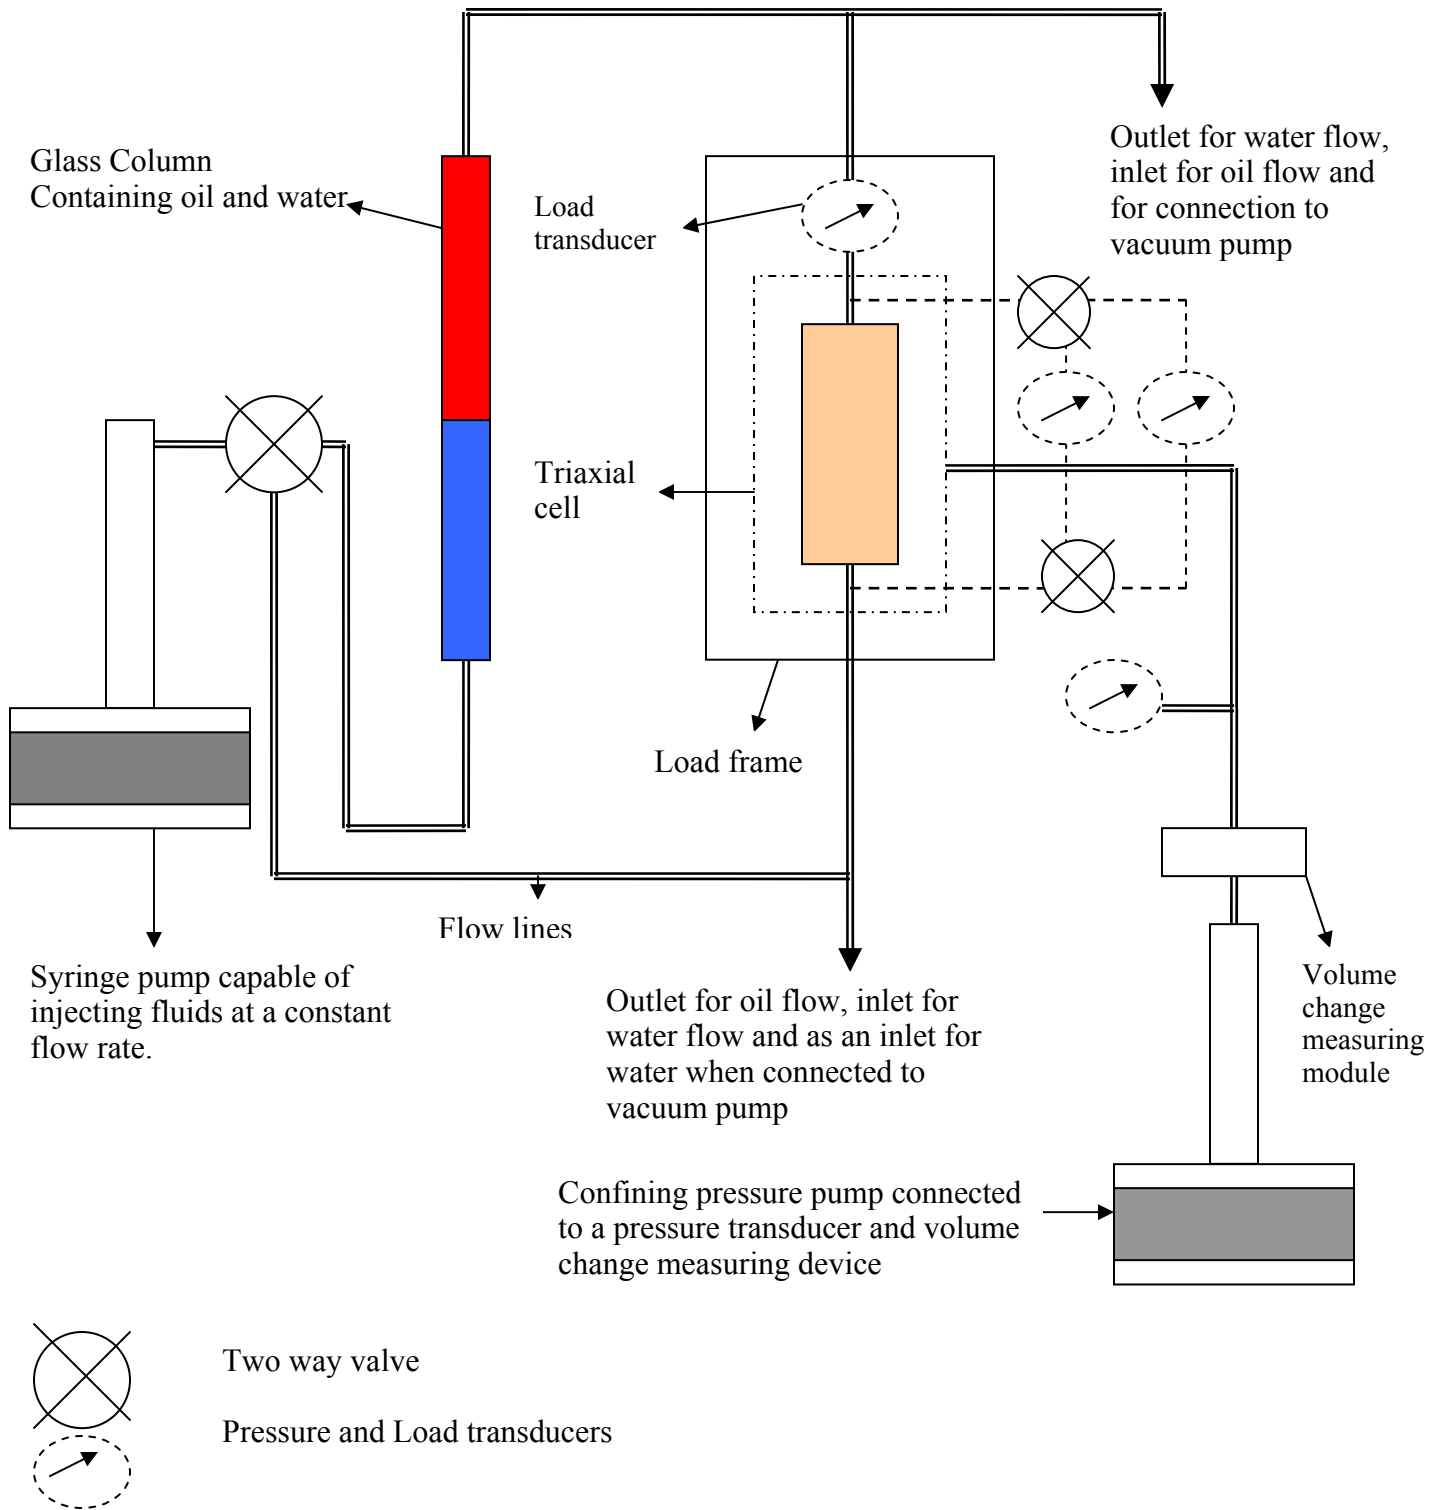 Glass Column
Containing oil and water
Load
transducer
Outlet for water flow,
inlet for oil flow and
for connection to
vacuum pump
Triaxial
cell
Load frame
Flow lines
Syringe pump capable of
injecting fluids at a constant
flow rate.
Outlet for oil flow, inlet for
water flow and as an inlet for
water when connected to
vacuum pump
Volume
change
measuring
module
Confining pressure pump connected
to a pressure transducer and volume
change measuring device
Two way valve
Pressure and Load transducers